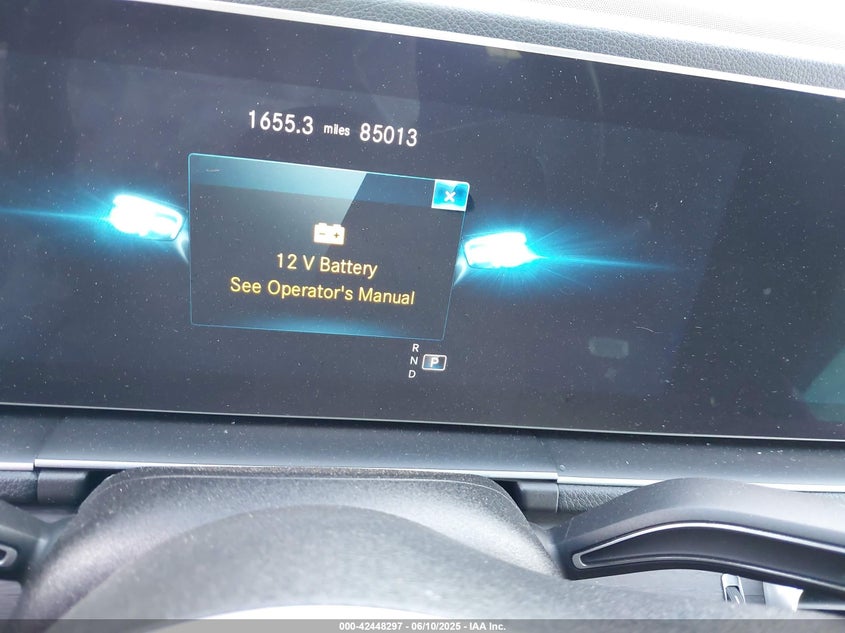 1655.3 miles 85013
12 V Battery
See Operator's Manual
R
N P
D
000-42448297 - 06/10/2025 - IAA Inc.